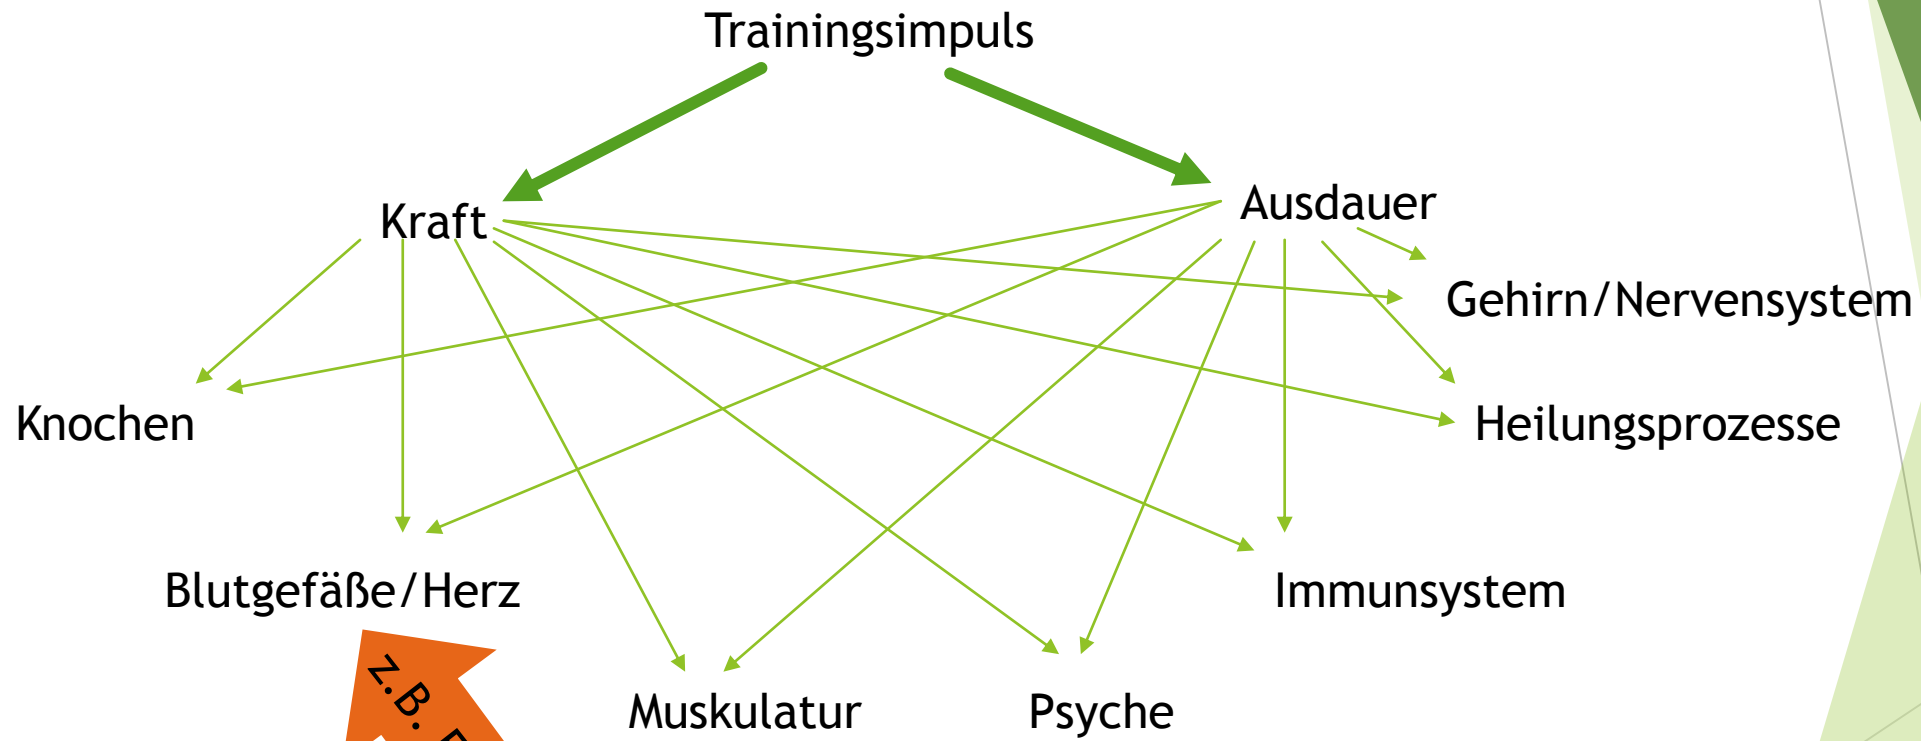 Trainingsimpuls
Kraft
Ausdauer
Gehirn/Nervensystem
Knochen
Heilungsprozesse
Blutgefäße/Herz
Immunsystem
z.B.
Muskulatur
Psyche